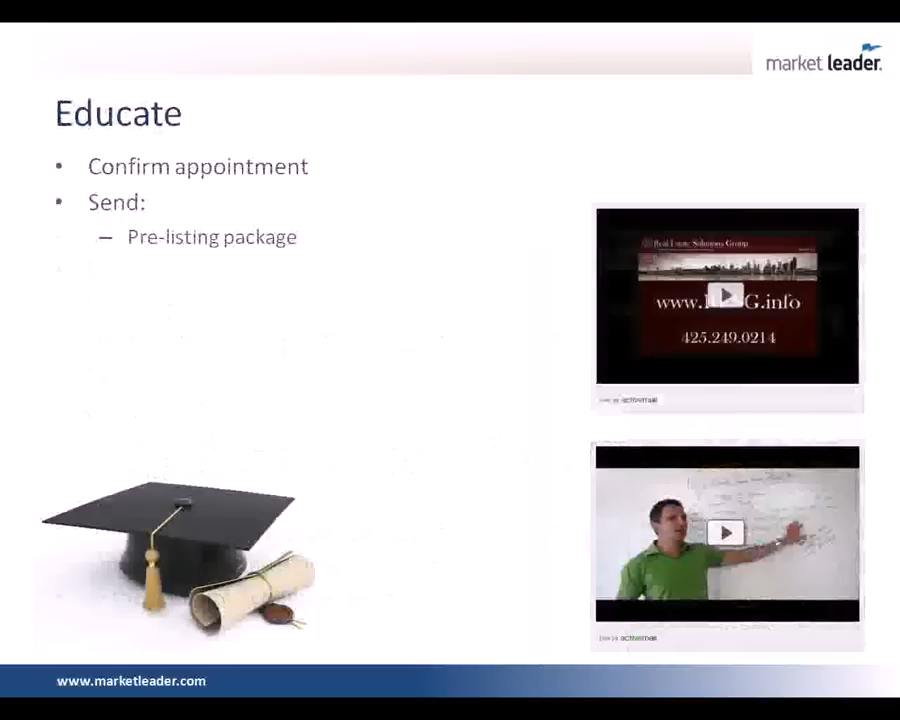 market leader.
Educate
• Confirm appointment
• Send:
– Pre-listing package
Real Estate Solutions Group
425.249.0214
www.marketleader.com